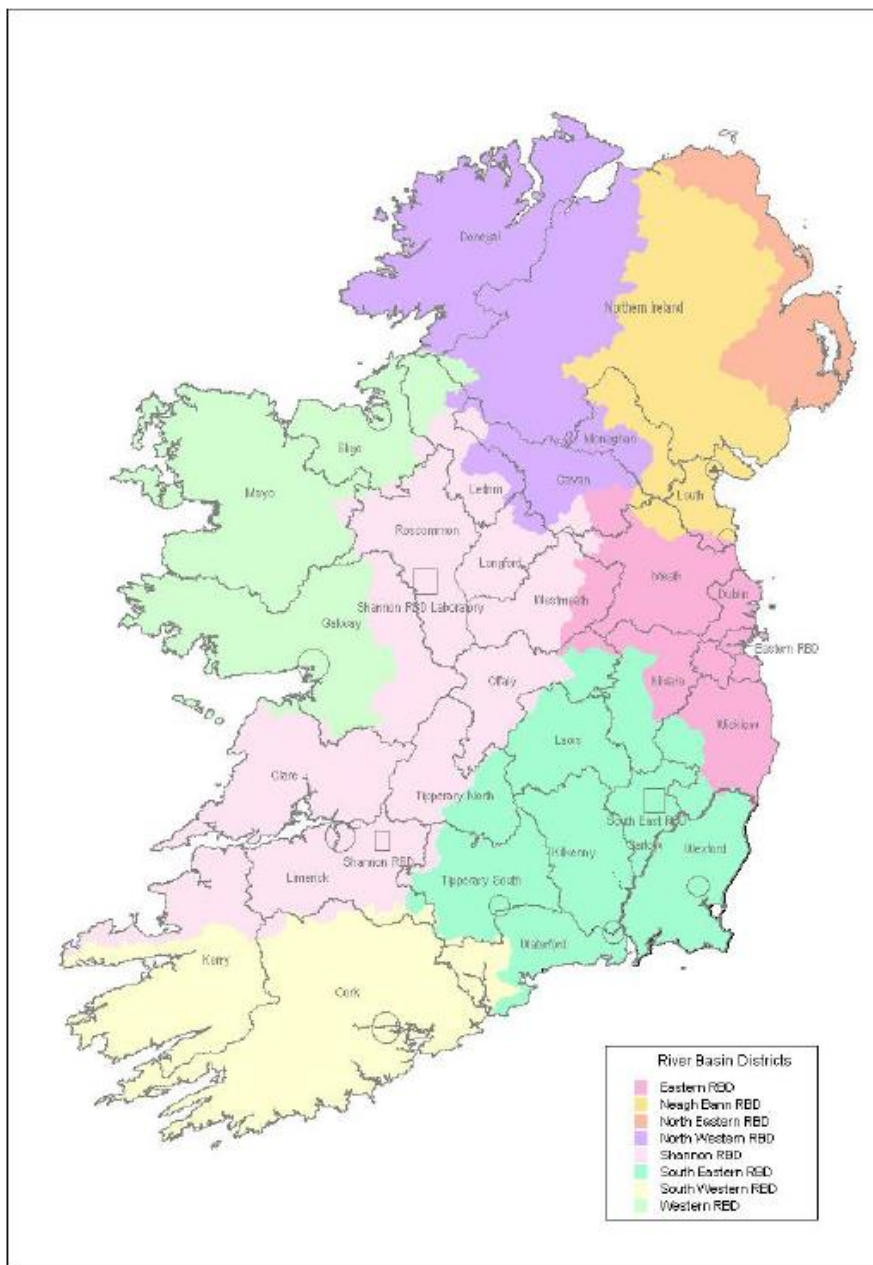 Donegal
Northern Ireland
Monaghan
Sligo
Cavan
Mayo
Leitrim
Louth
Roscommon
Longford
Meath
Westmeath
Dublin
Shannon RBD Laboratory
Galway
Eastern RBD
Offaly
Kildare
Wicklow
Laois
Clare
Tipperary North
South East RBD
Carlow
Wexford
Shannon RBD
Kilkenny
Limerick
Tipperary South
Waterford
Kerry
Cork
River Basin Districts
Eastern RBD
Neagh Bann RBD
North Eastern RBD
North Western RBD
Shannon RBD
South Eastern RBD
South Western RBD
Western RBD